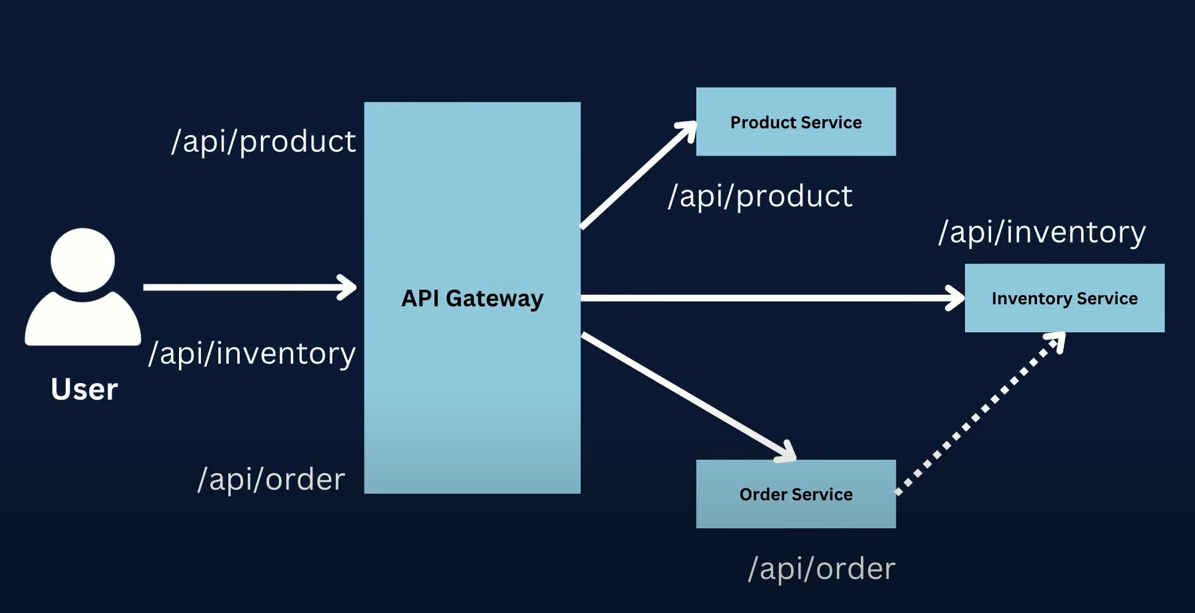 /api/product
Product Service
/api/product
/api/inventory
API Gateway
Inventory Service
/api/inventory
User
/api/order
Order Service
/api/order